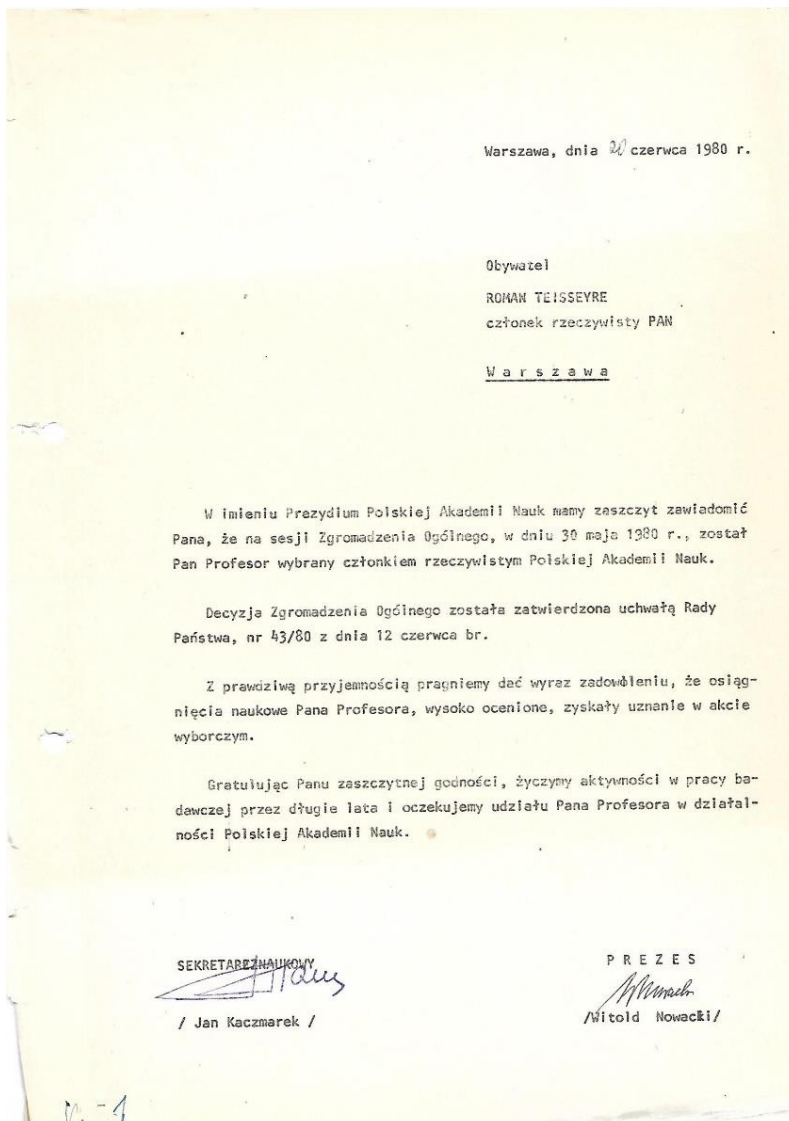 Warszawa, dnia 20 czerwca 1980 r.
Obywatel
ROMAN TEISSEYRE
członek rzeczywisty PAN
W a r s z a w a
W imieniu Prezydium Polskiej Akademii Nauk mamy zaszczyt zawiadomić
Pana, że na sesji Zgromadzenia Ogólnego, w dniu 30 maja 1980 r., został
Pan Profesor wybrany członkiem rzeczywistym Polskiej Akademii Nauk.
Decyzja Zgromadzenia Ogólnego została zatwierdzona uchwałą Rady
Państwa, nr 43/80 z dnia 12 czerwca br.
Z prawdziwą przyjemnością pragniemy dać wyraz zadowoleniu, że osiąg-
nięcia naukowe Pana Profesora, wysoko ocenione, zyskały uznanie w akcie
wyborczym.
Gratulując Panu zaszczytnej godności, życzymy aktywności w pracy ba-
dawczej przez długie lata i oczekujemy udziału Pana Profesora w działal-
ności Polskiej Akademii Nauk.
SEKRETARZ NAUKOWY
P R E Z E S
/ Jan Kaczmarek /
/Witold Nowacki/